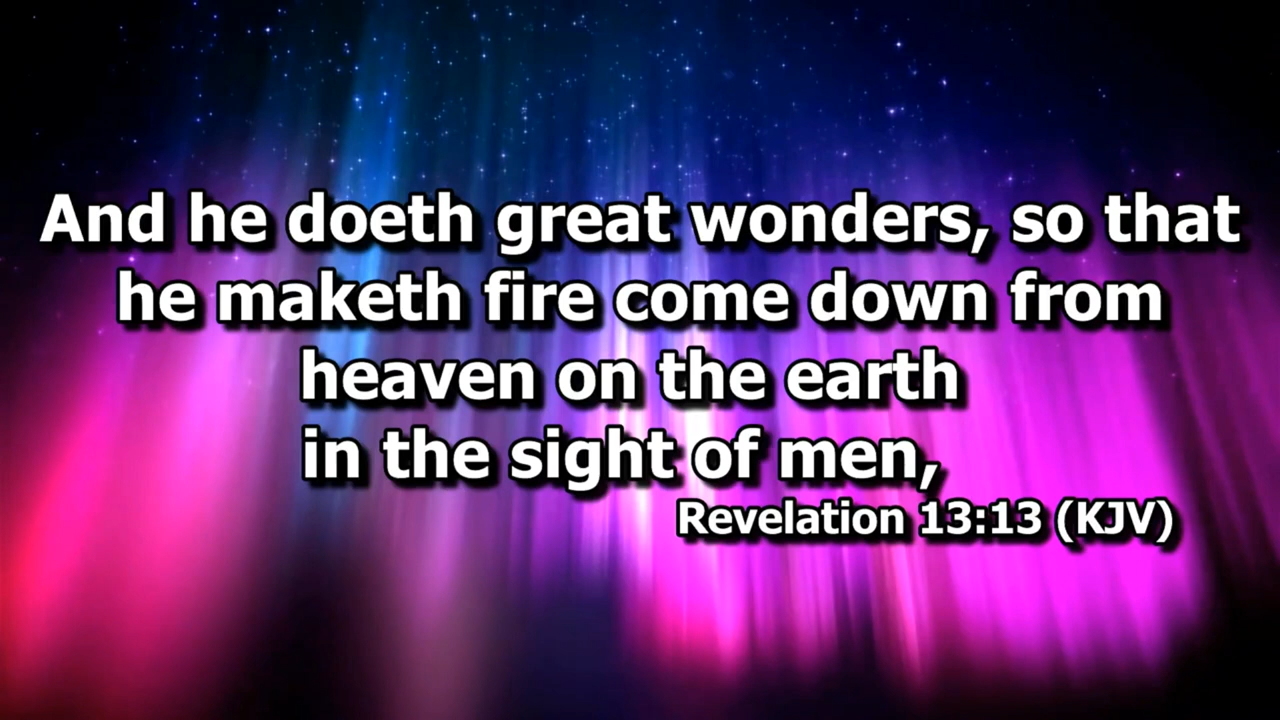 And he doeth great wonders, so that
he maketh fire come down from
heaven on the earth
in the sight of men,
Revelation 13:13 (KJV)